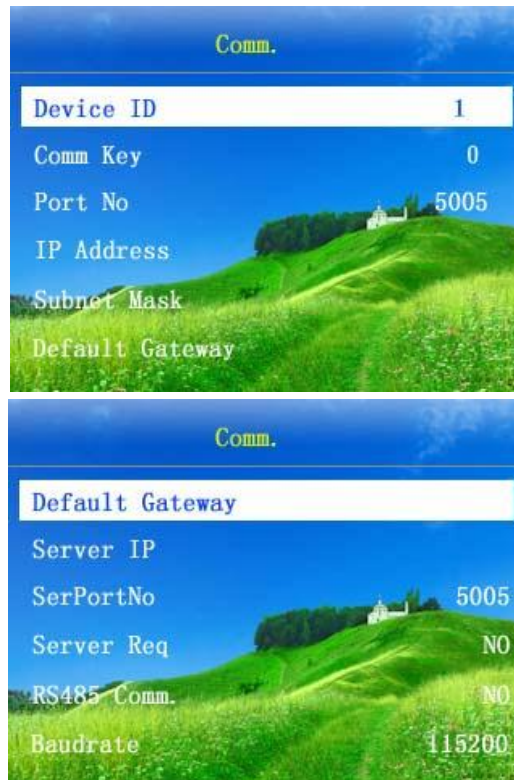 Comm.
Device ID 1
Comm Key 0
Port No 5005
IP Address
Subnet Mask
Default Gateway
Comm.
Default Gateway
Server IP
SerPortNo 5005
Server Req NO
RS485 Comm. NO
Baudrate 115200